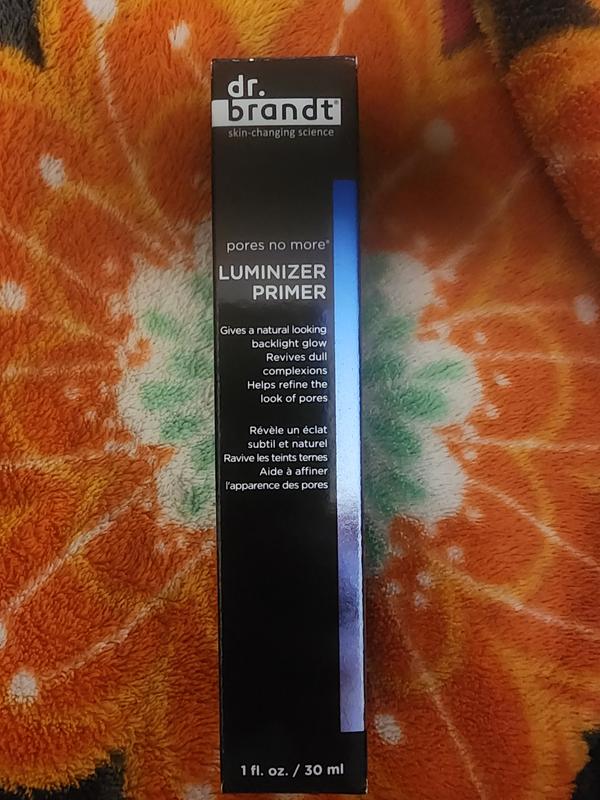 dr.
brandt®
skin-changing science
pores no more®
LUMINIZER
PRIMER
Gives a natural looking
backlight glow
Revives dull
complexions
Helps refine the
look of pores
Révèle un éclat
subtil et naturel
Ravive les teints ternes
Aide à affiner
l'apparence des pores
1 fl. oz. / 30 ml